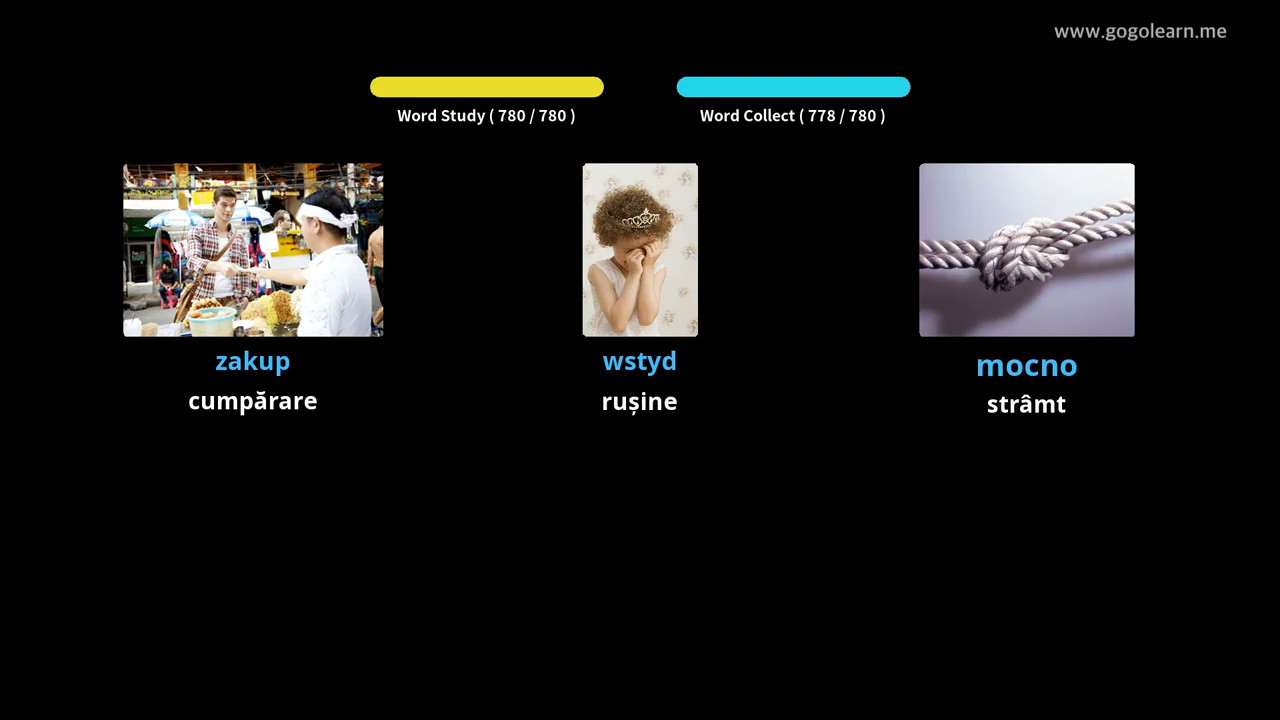 www.gogolearn.me
Word Study ( 780 / 780 )
Word Collect ( 778 / 780 )
zakup
cumpărare
wstyd
rușine
mocno
strâmt